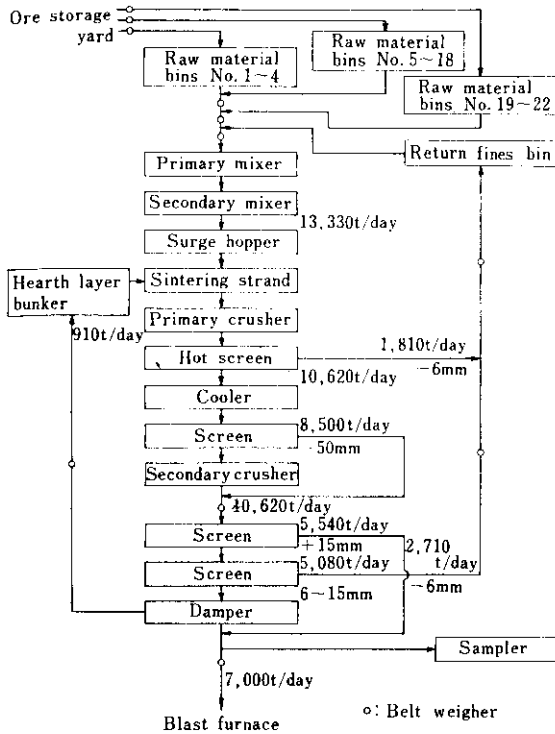 Ore storage
yard
Raw material
bins No. 1~4
Raw material
bins No. 5~18
Raw material
bins No. 19~22
Primary mixer
Return fines bin
Secondary mixer
13,330t/day
Surge hopper
Hearth layer
bunker
Sintering strand
910t/day
Primary crusher
Hot screen
1,810t/day
-6mm
10,620t/day
Cooler
Screen
8,500t/day
50mm
Secondary crusher
10,620t/day
Screen
5,540t/day
+15mm
2,710
t/day
-6mm
Screen
5,080t/day
6~15mm
Damper
Sampler
7,000t/day
Blast furnace
o: Belt weigher